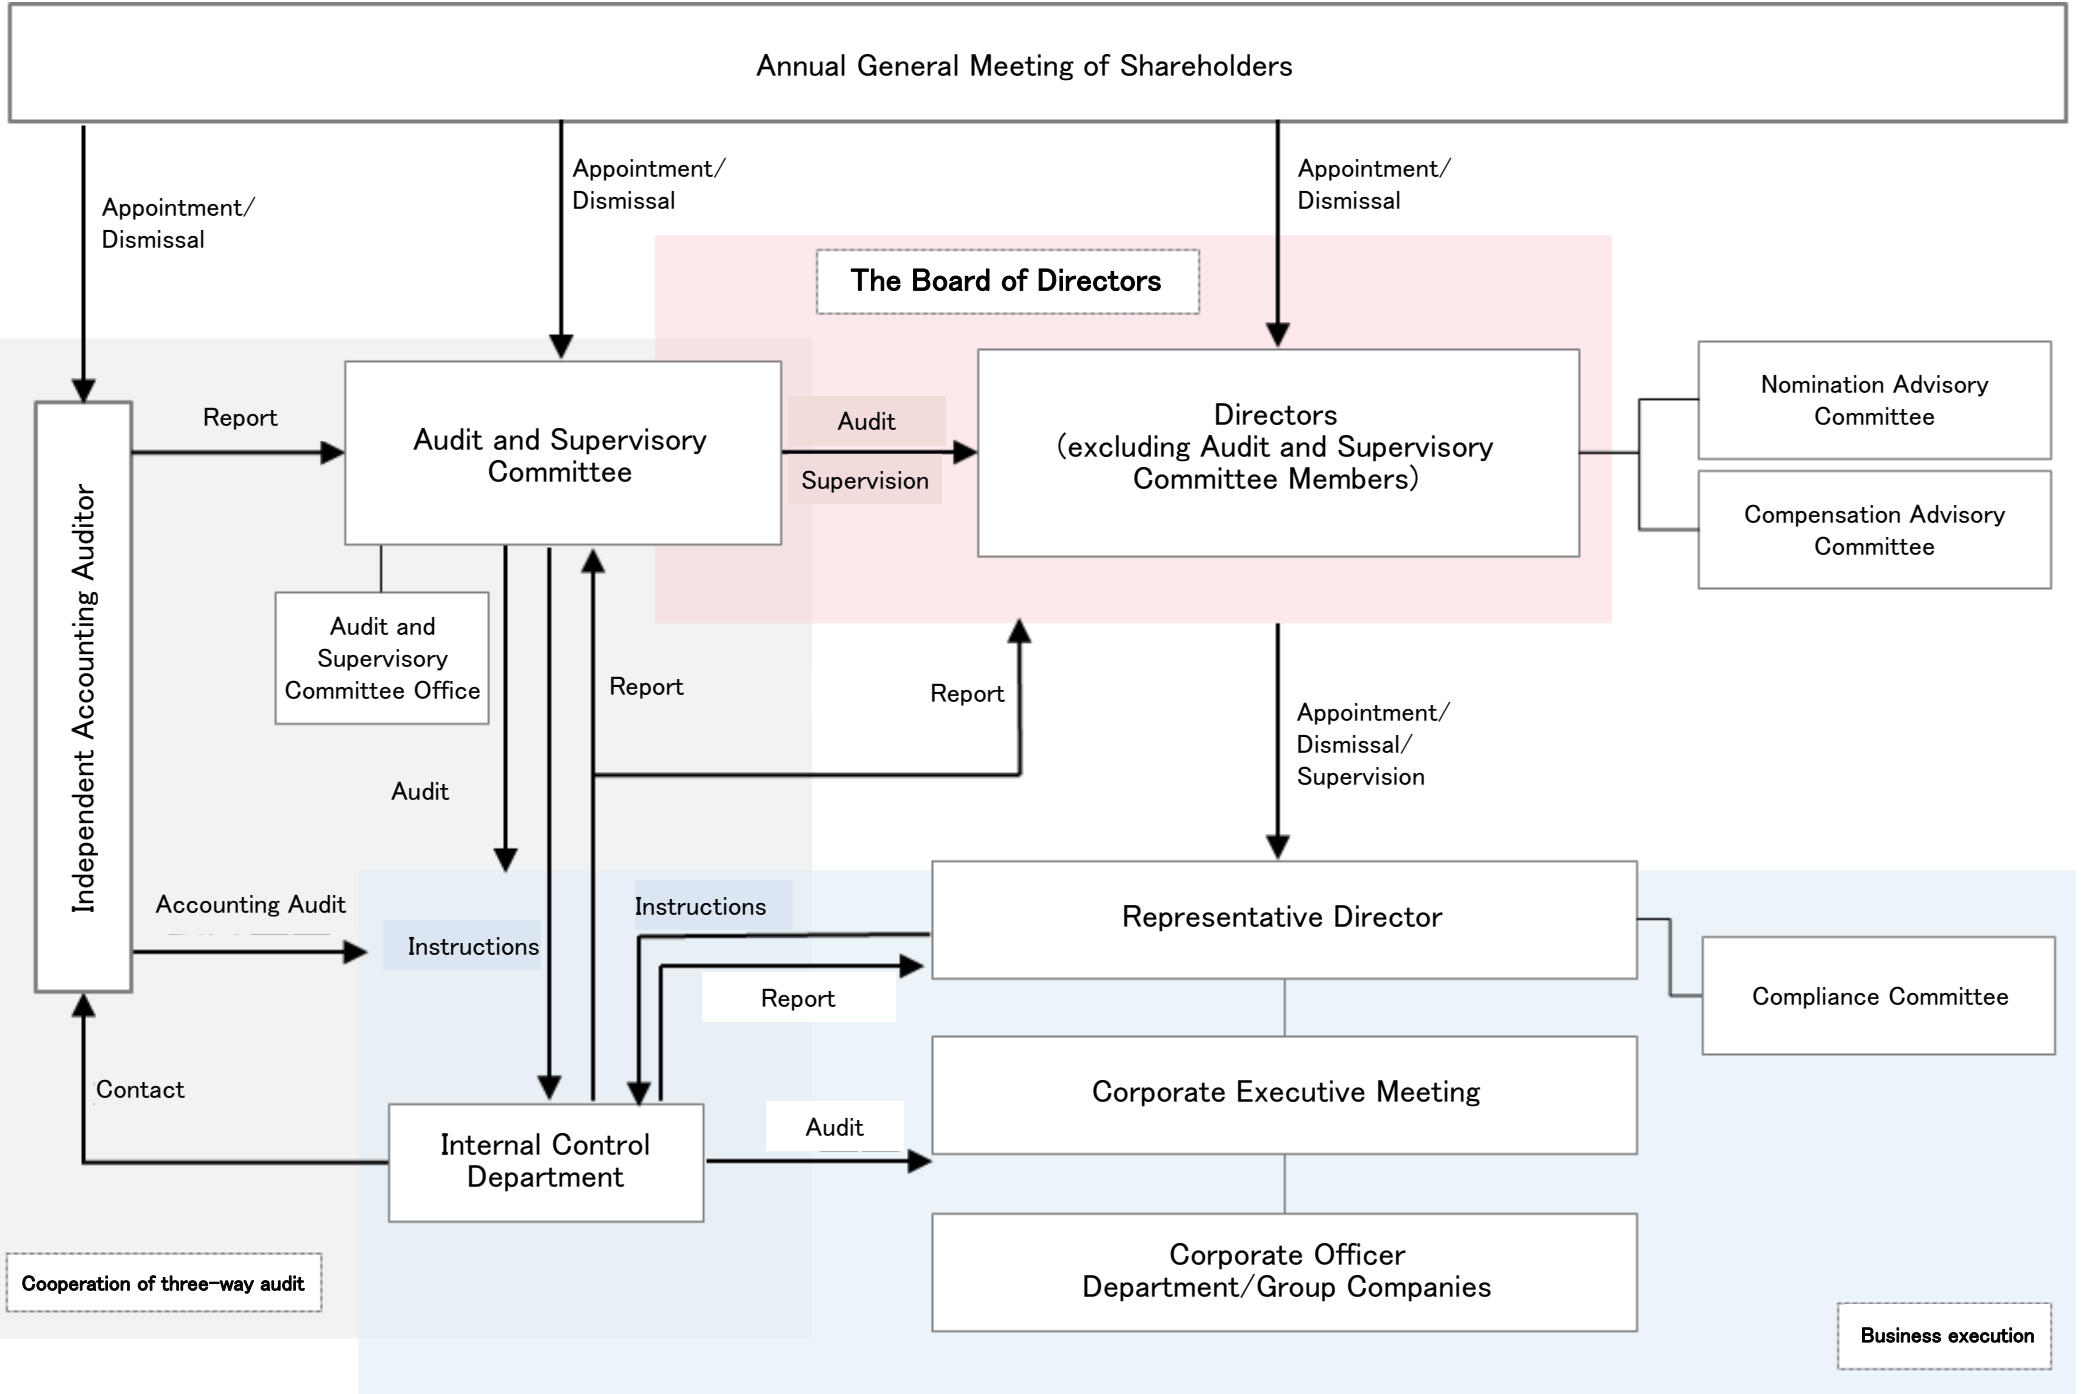 Annual General Meeting of Shareholders
Appointment/
Dismissal
Appointment/
Dismissal
Appointment/
Dismissal
The Board of Directors
Independent Accounting Auditor
Report
Audit and Supervisory
Committee
Audit
Supervision
Directors
(excluding Audit and Supervisory
Committee Members)
Nomination Advisory
Committee
Compensation Advisory
Committee
Audit and
Supervisory
Committee Office
Report
Report
Appointment/
Dismissal/
Supervision
Audit
Accounting Audit
Instructions
Instructions
Report
Representative Director
Compliance Committee
Contact
Internal Control
Department
Audit
Corporate Executive Meeting
Corporate Officer
Department/Group Companies
Cooperation of three-way audit
Business execution